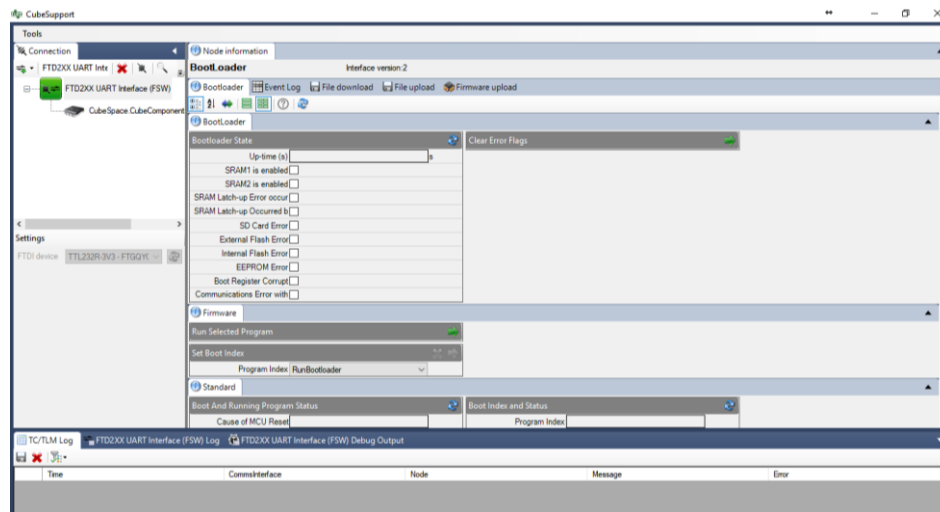 CubeSupport
Tools
Connection
FTD2XX UART Inte
FTD2XX UART Interface (FSW)
CubeSpace.CubeComponent
Settings
FTDI device TTL232R-3V3 - FTGQY
Node information
BootLoader Interface version:2
Bootloader Event Log File download File upload Firmware upload
BootLoader
Bootloader State
Up-time (s) s
SRAM1 is enabled
SRAM2 is enabled
SRAM Latch-up Error occur
SRAM Latch-up Occurred b
SD Card Error
External Flash Error
Internal Flash Error
EEPROM Error
Boot Register Corrupt
Communications Error with
Clear Error Flags
Firmware
Run Selected Program
Set Boot Index
Program Index RunBootloader
Standard
Boot And Running Program Status
Cause of MCU Reset
Boot Index and Status
Program Index
TC/TLM Log FTD2XX UART Interface (FSW) Log FTD2XX UART Interface (FSW) Debug Output
Time CommsInterface Node Message Error